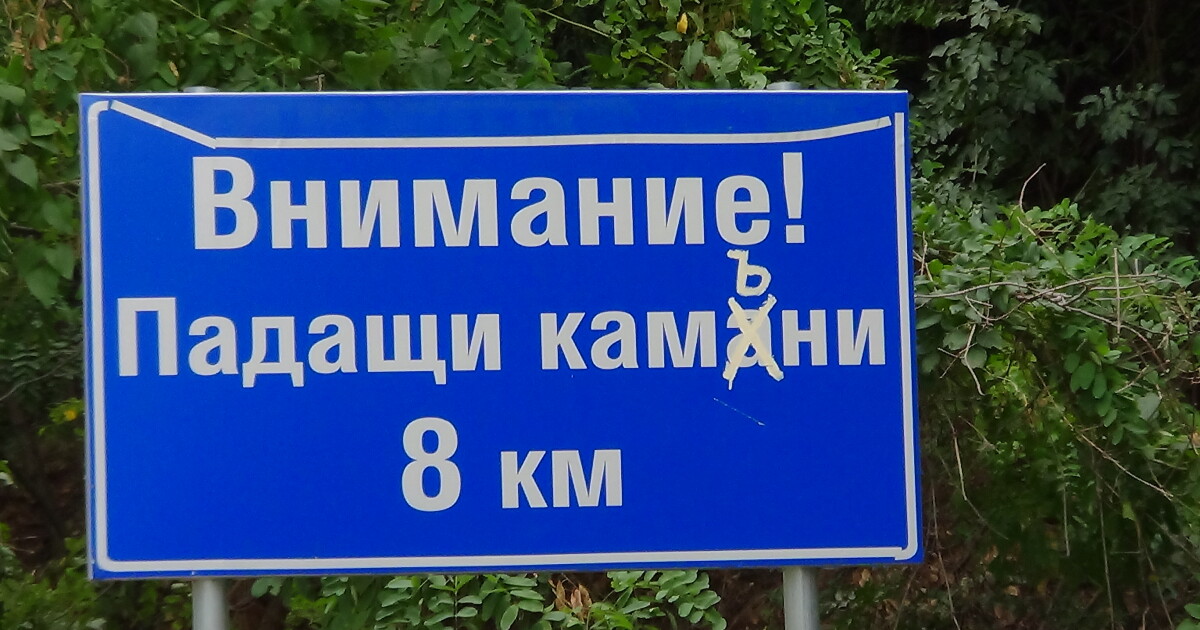 Внимание!
ъ
Падащи камани
8 км